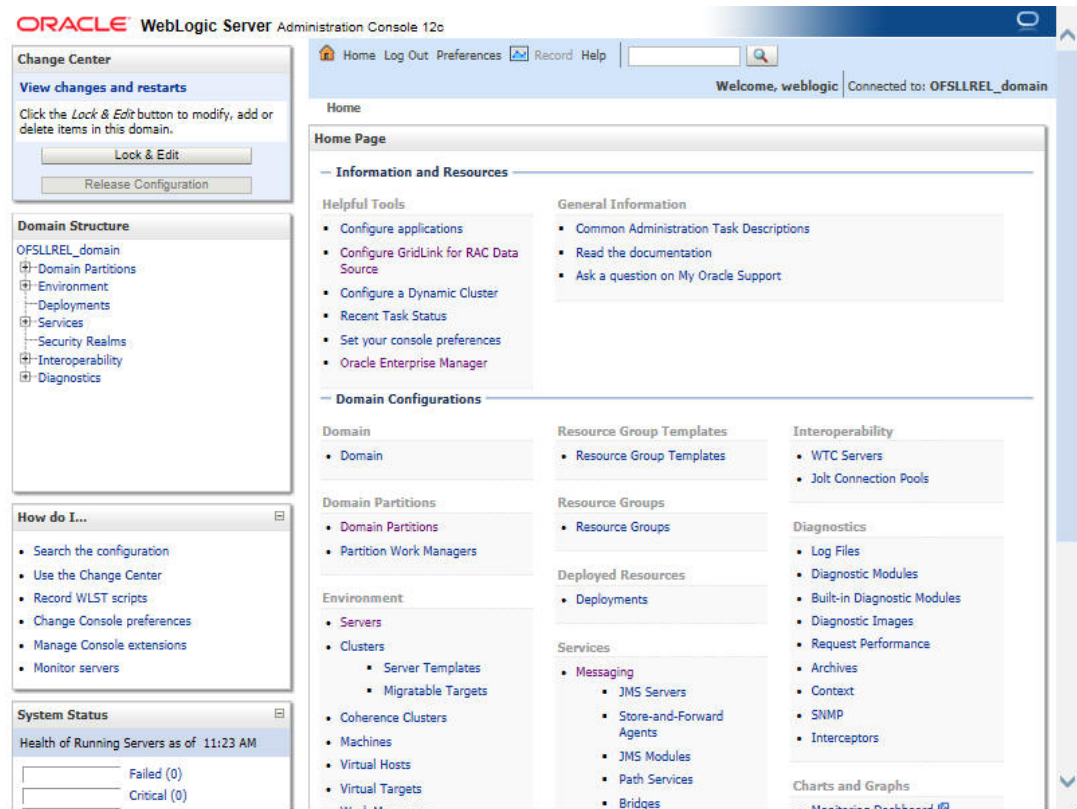 ORACLE WebLogic Server Administration Console 12c
Change Center
View changes and restarts
Click the Lock & Edit button to modify, add or
delete items in this domain.
Lock & Edit
Release Configuration
Domain Structure
OFSLLREL_domain
Domain Partitions
Environment
Deployments
Services
Security Realms
Interoperability
Diagnostics
How do I...
Search the configuration
Use the Change Center
Record WLST scripts
Change Console preferences
Manage Console extensions
Monitor servers
System Status
Health of Running Servers as of 11:23 AM
Failed (0)
Critical (0)
Home Log Out Preferences Record Help
Welcome, weblogic Connected to: OFSLLREL_domain
Home
Home Page
Information and Resources
Helpful Tools
Configure applications
Configure GridLink for RAC Data
Source
Configure a Dynamic Cluster
Recent Task Status
Set your console preferences
Oracle Enterprise Manager
General Information
Common Administration Task Descriptions
Read the documentation
Ask a question on My Oracle Support
Domain Configurations
Domain
Domain
Domain Partitions
Domain Partitions
Partition Work Managers
Environment
Servers
Clusters
Server Templates
Migratable Targets
Coherence Clusters
Machines
Virtual Hosts
Virtual Targets
Work Managers
Resource Group Templates
Resource Group Templates
Resource Groups
Resource Groups
Deployed Resources
Deployments
Services
Messaging
JMS Servers
Store-and-Forward
Agents
JMS Modules
Path Services
Bridges
Interoperability
WTC Servers
Jolt Connection Pools
Diagnostics
Log Files
Diagnostic Modules
Built-in Diagnostic Modules
Diagnostic Images
Request Performance
Archives
Context
SNMP
Interceptors
Charts and Graphs
Monitoring Dashboard